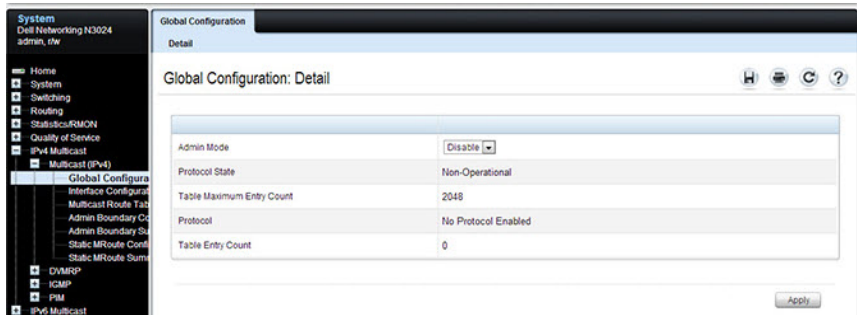 System
Dell Networking N3024
admin, r/w
Home
System
Switching
Routing
Statistics/RMON
Quality of Service
IPv4 Multicast
Multicast (IPv4)
Global Configura
Interface Configurat
Multicast Route Tab
Admin Boundary Co
Admin Boundary Su
Static MRoute Confi
Static MRoute Summ
DVMRP
IGMP
PIM
IPv6 Multicast
Global Configuration
Detail
Global Configuration: Detail
Admin Mode Disable
Protocol State Non-Operational
Table Maximum Entry Count 2048
Protocol No Protocol Enabled
Table Entry Count 0
Apply